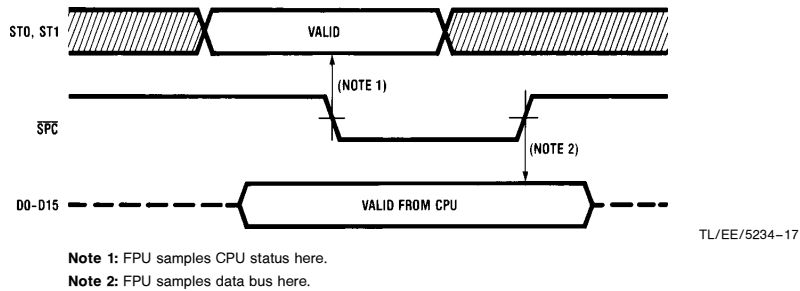 ST0, ST1
VALID
(NOTE 1)
SPC
(NOTE 2)
D0-D15
VALID FROM CPU
TL/EE/5234–17
Note 1: FPU samples CPU status here.
Note 2: FPU samples data bus here.